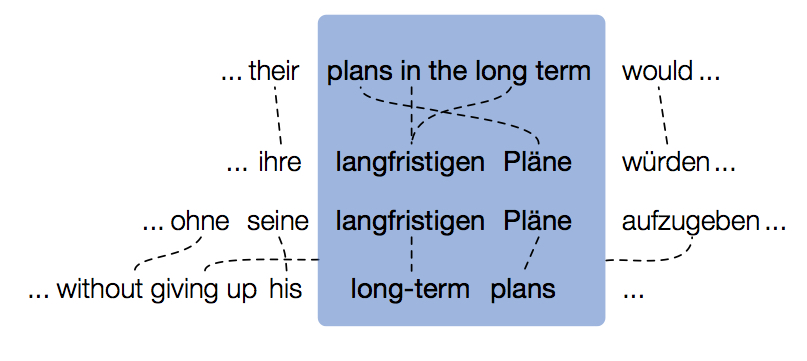 ... their plans in the long term would ...
... ihre langfristigen Pläne würden ...
... ohne seine langfristigen Pläne aufzugeben ...
... without giving up his long-term plans ...